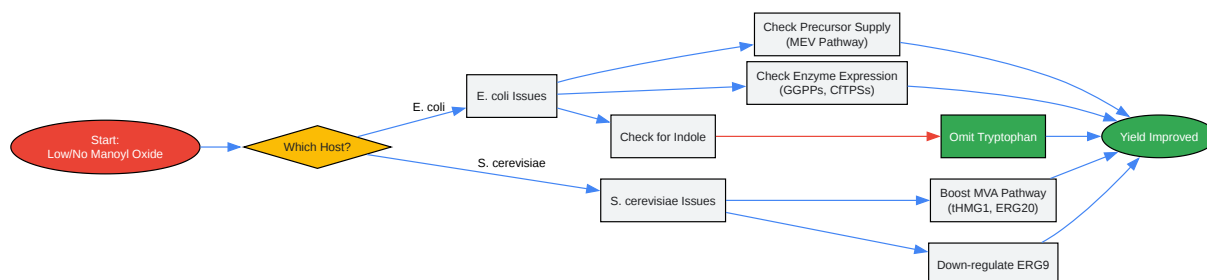 Start:
Low/No Manoyl Oxide
Which Host?
E. coli
S. cerevisiae
E. coli Issues
S. cerevisiae Issues
Check Precursor Supply
(MEV Pathway)
Check Enzyme Expression
(GGPPs, CfTPSs)
Check for Indole
Omit Tryptophan
Boost MVA Pathway
(tHMG1, ERG20)
Down-regulate ERG9
Yield Improved